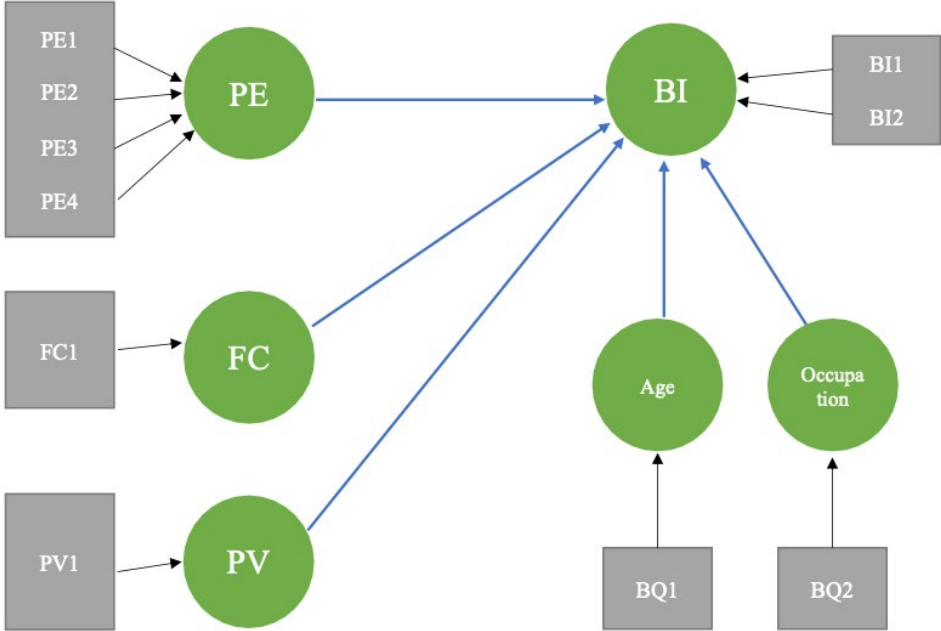 PE1
PE2
PE3
PE4
PE
BI
BI1
BI2
FC1
FC
Age
Occupa
tion
PV1
PV
BQ1
BQ2